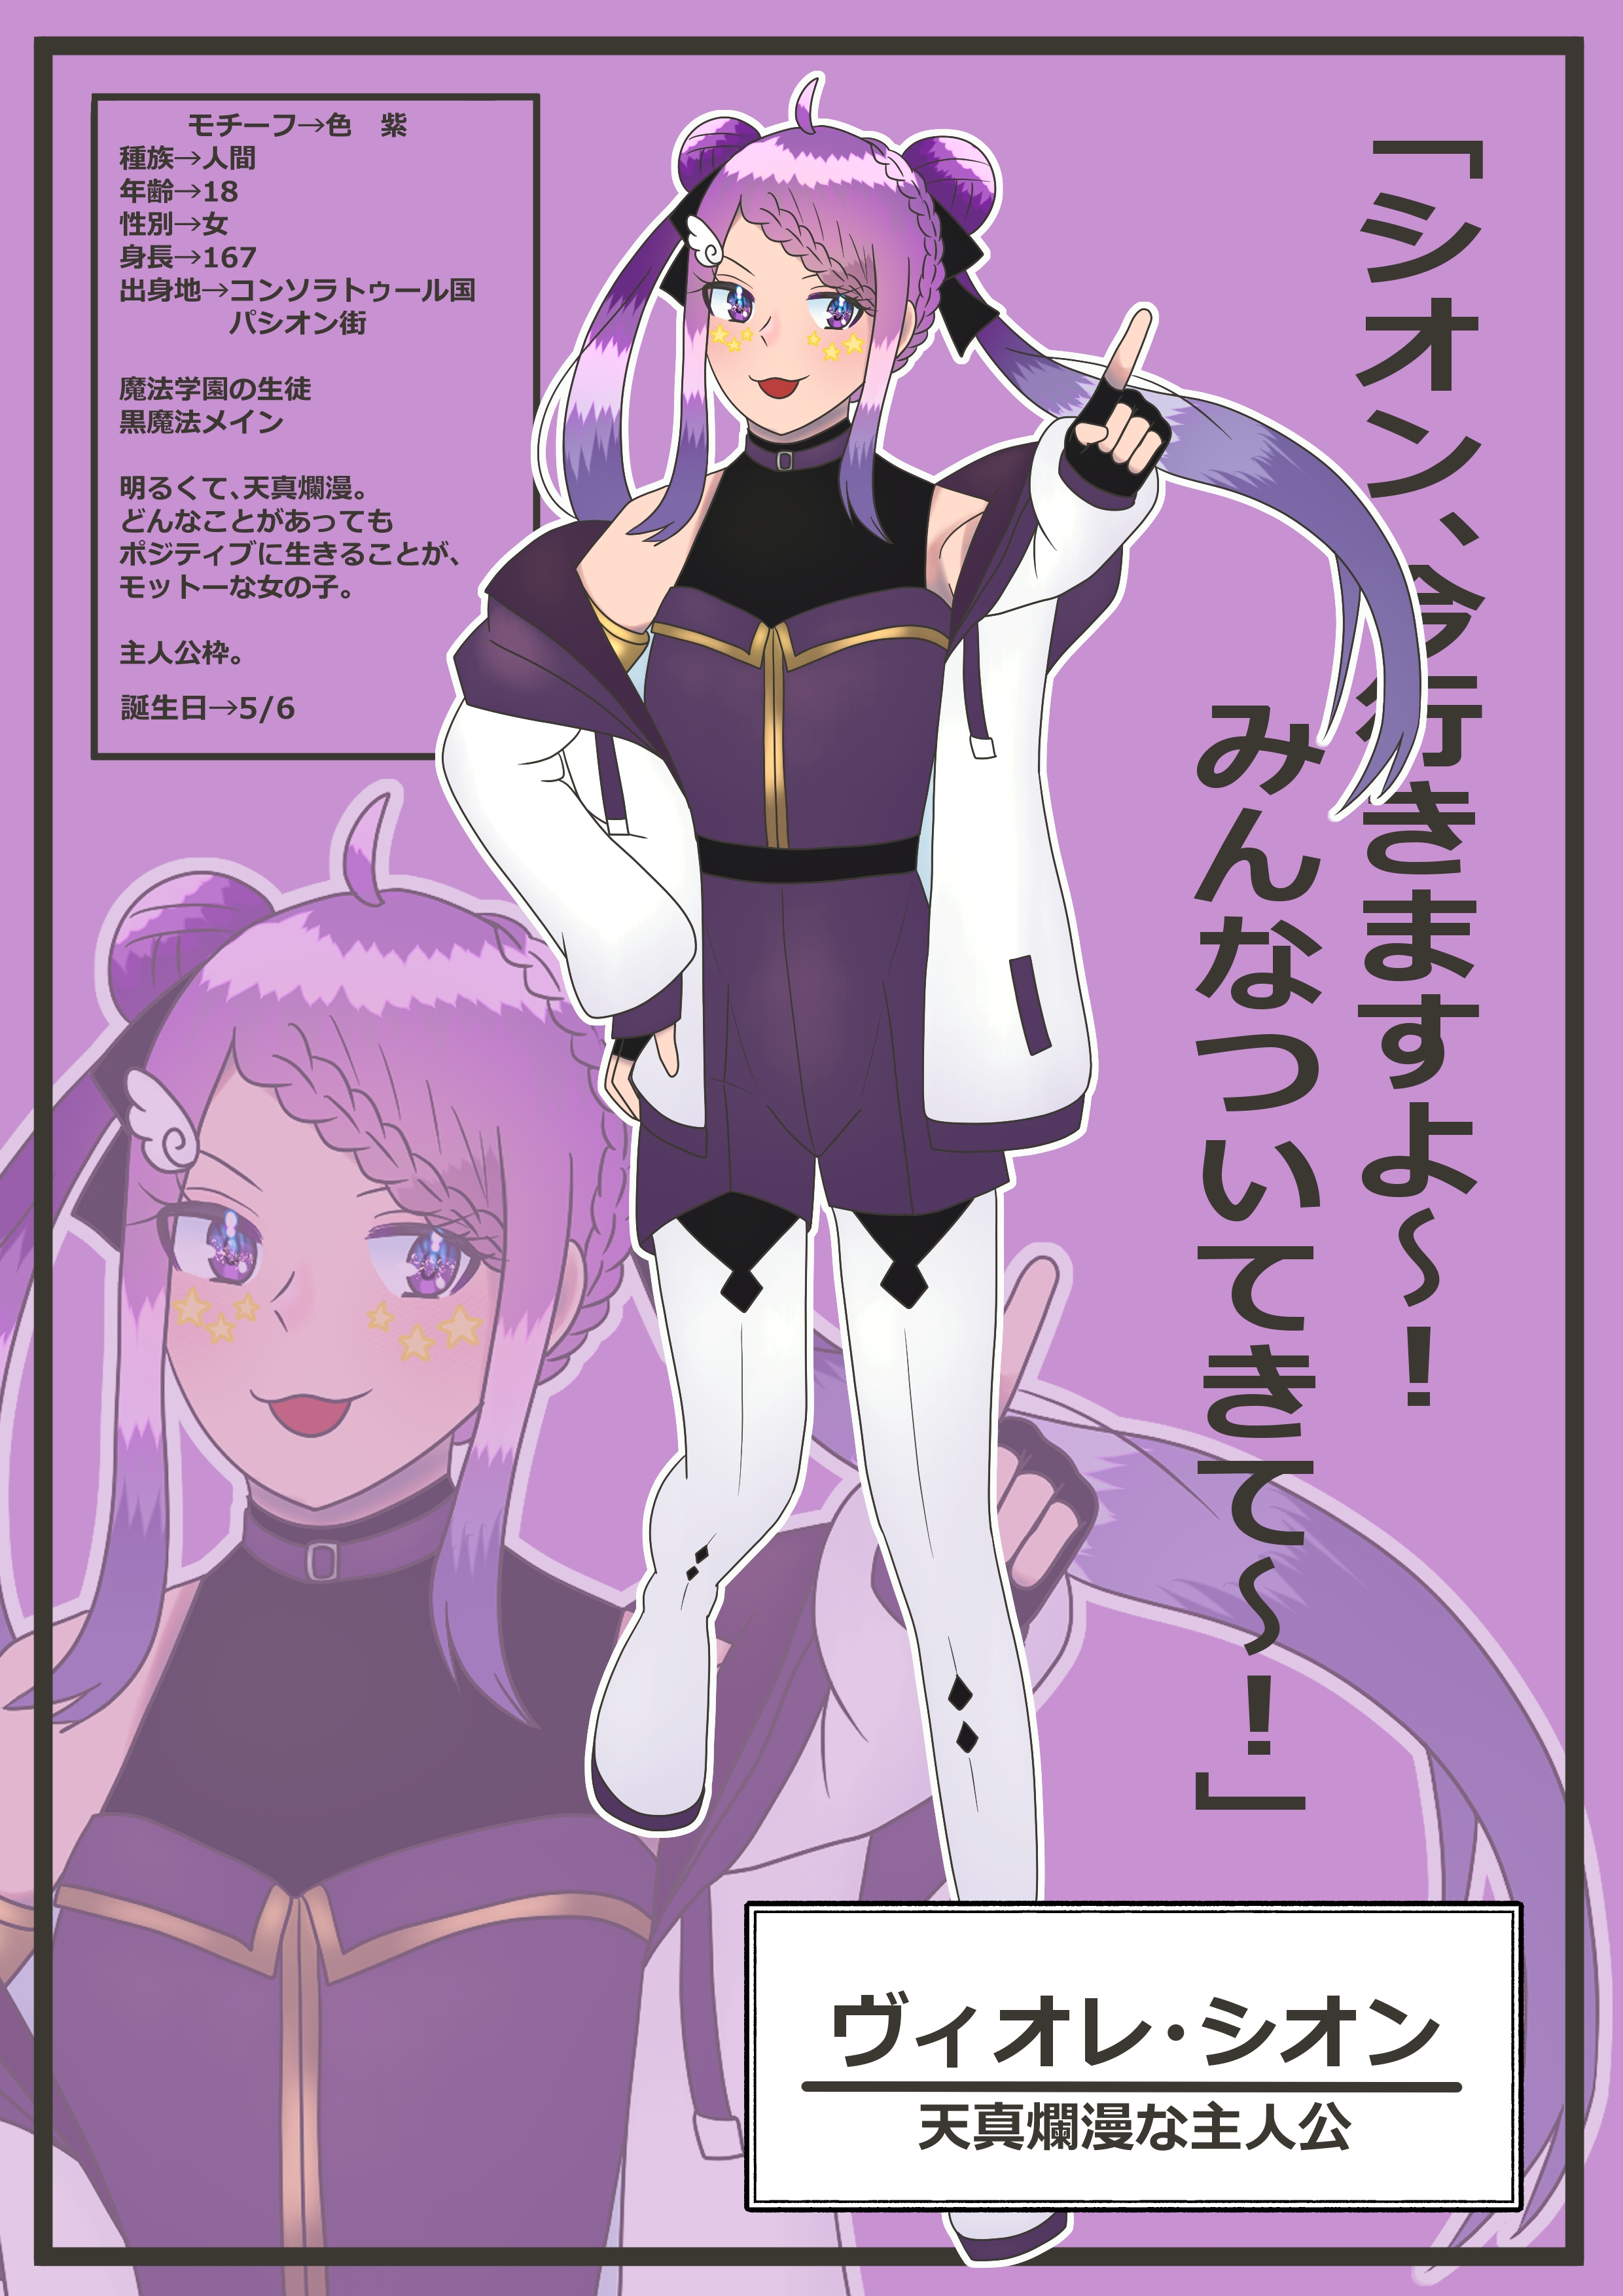 モチーフ→色　紫
種族→人間
年齢→18
性別→女
身長→167
出身地→コンソラトゥール国
パシオン街
魔法学園の生徒
黒魔法メイン
明るくて、天真爛漫。
どんなことがあっても
ポジティブに生きることが、
モットーな女の子。
主人公枠。
誕生日→5/6
「シオン、今行きますよ～！
みんなついてきて～！」
ヴィオレ・シオン
天真爛漫な主人公